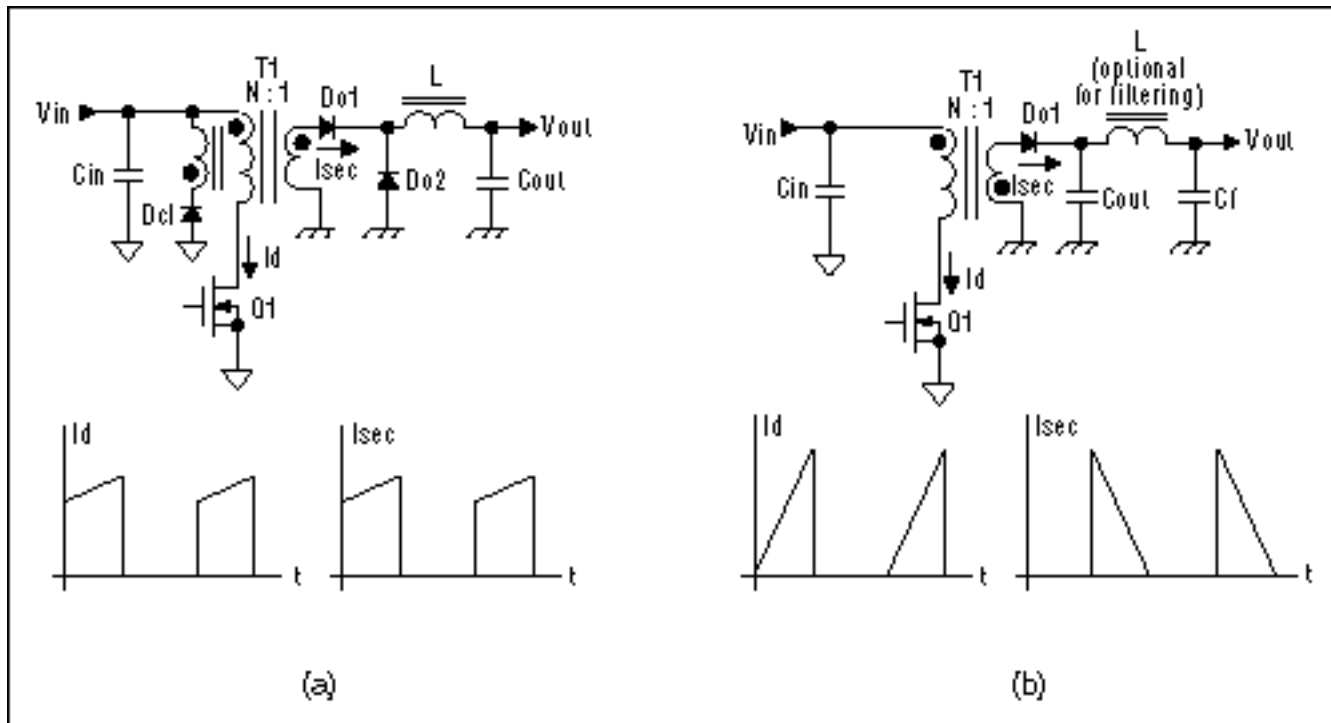 T1
N : 1
Do1
L
Vin
Vout
Isec
Cin
Do2
Cout
Dcl
Id
Q1
Id
Isec
t
t
(a)
L
(optional
for filtering)
T1
N : 1
Do1
Vin
Vout
Isec
Cin
Cout
Cf
Id
Q1
Id
Isec
t
t
(b)